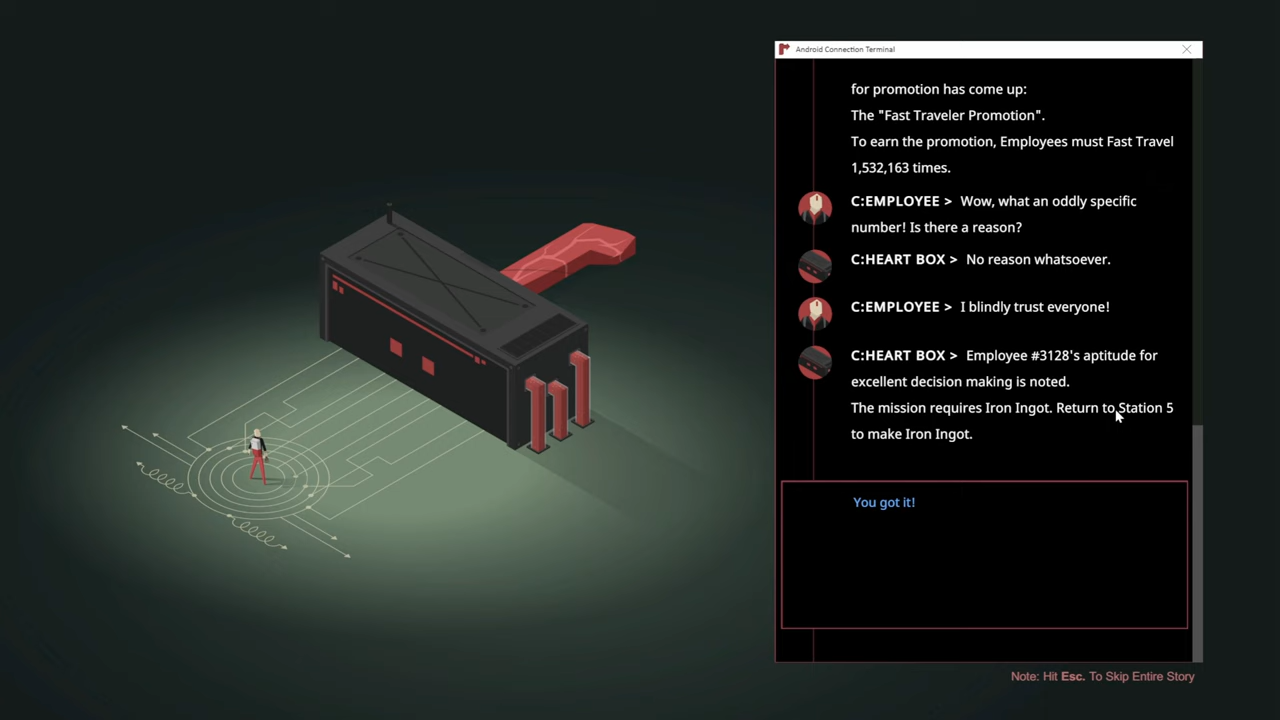 Android Connection Terminal
for promotion has come up:
The "Fast Traveler Promotion".
To earn the promotion, Employees must Fast Travel
1,532,163 times.
C:EMPLOYEE > Wow, what an oddly specific
number! Is there a reason?
C:HEART BOX > No reason whatsoever.
C:EMPLOYEE > I blindly trust everyone!
C:HEART BOX > Employee #3128's aptitude for
excellent decision making is noted.
The mission requires Iron Ingot. Return to Station 5
to make Iron Ingot.
You got it!
Note: Hit Esc. To Skip Entire Story